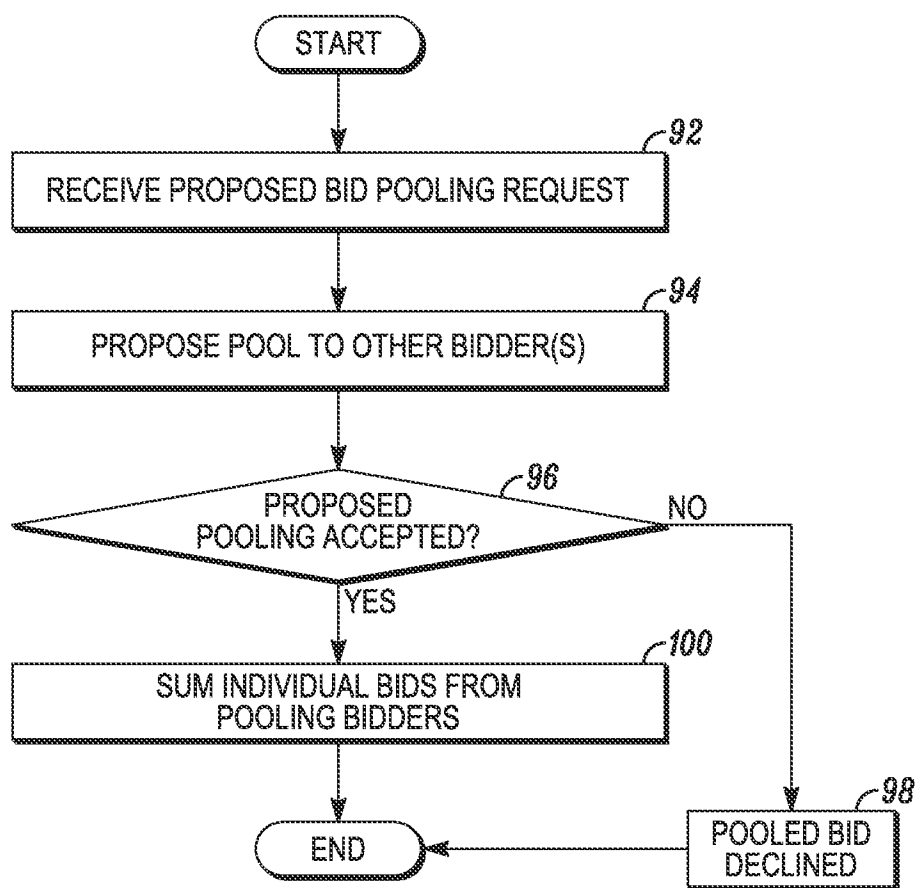 START
92
RECEIVE PROPOSED BID POOLING REQUEST
94
PROPOSE POOL TO OTHER BIDDER(S)
96
PROPOSED
POOLING ACCEPTED?
NO
YES
100
SUM INDIVIDUAL BIDS FROM
POOLING BIDDERS
98
POOLED BID
DECLINED
END